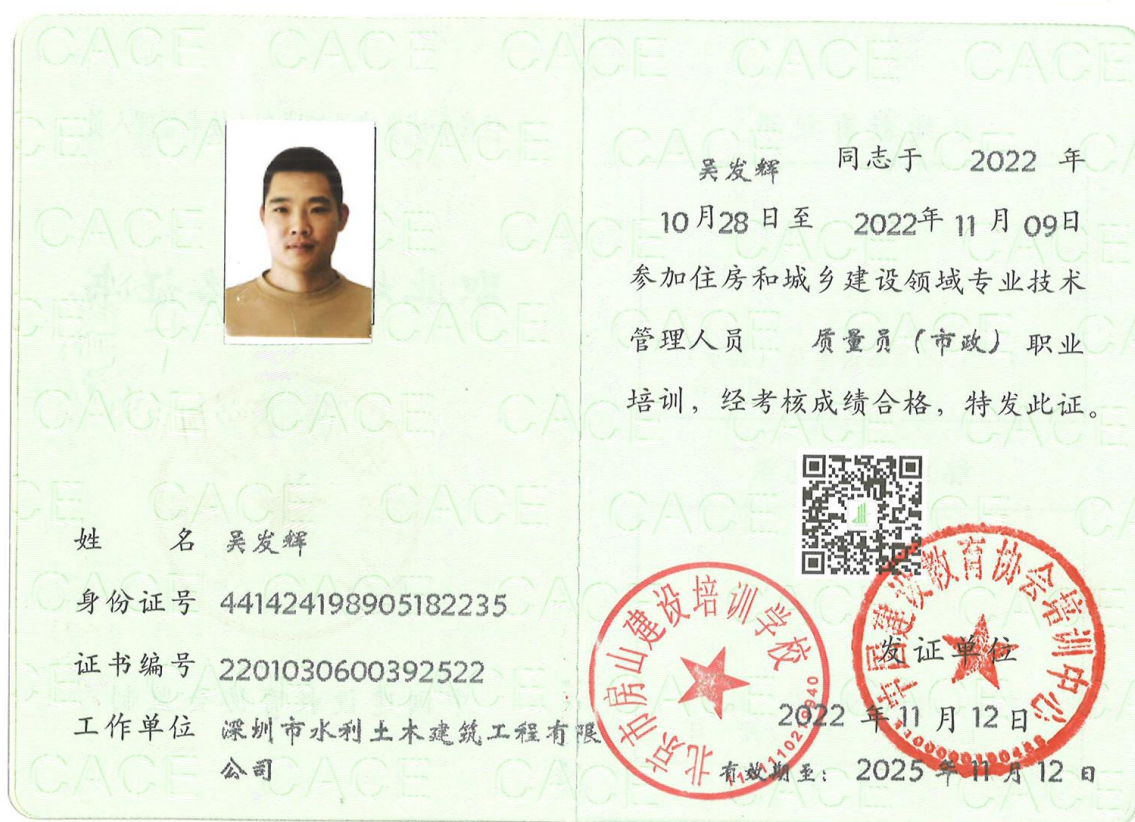 姓 名 吴发辉
身份证号 441424198905182235
证书编号 2201030600392522
工作单位 深圳市水利土木建筑工程有限
公司
吴发辉 同志于 2022 年
10月28日至 2022年11月09日
参加住房和城乡建设领域专业技术
管理人员 质量员(市政)职业
培训,经考核成绩合格,特发此证。
北京市房山建设培训学校
中国建设教育协会培训中心
发证单位
2022 年11月12日
有效期至: 2025年11月12日
CACE